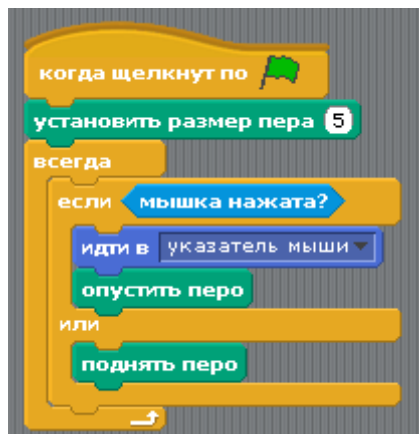 когда щелкнут по
установить размер пера 5
всегда
если мышка нажата?
идти в указатель мыши
опустить перо
или
поднять перо